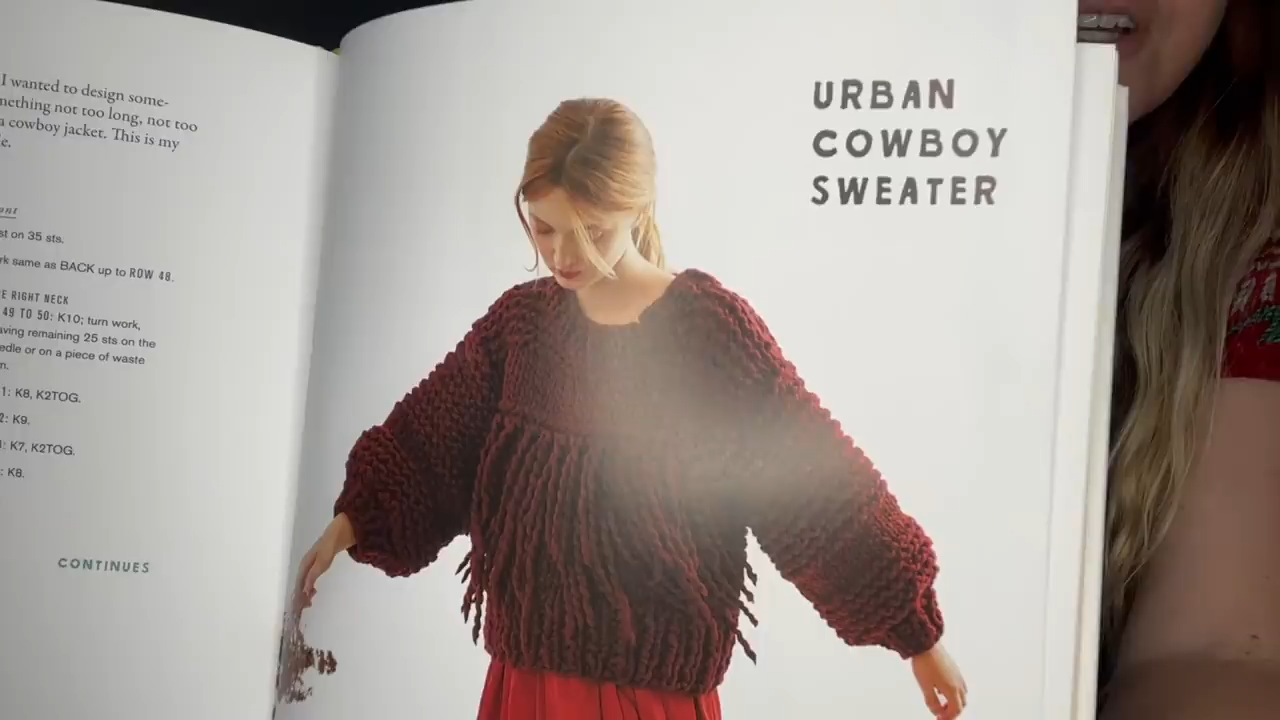 I wanted to design some-
mething not too long, not too
a cowboy jacket. This is my
e.
st on 35 sts.
rk same as BACK up to ROW 48.
E RIGHT NECK
49 TO 50: K10; turn work,
aving remaining 25 sts on the
edle or on a piece of waste
n.
1: K8, K2TOG.
2: K9.
: K7, K2TOG.
: K8.
CONTINUES
URBAN
COWBOY
SWEATER